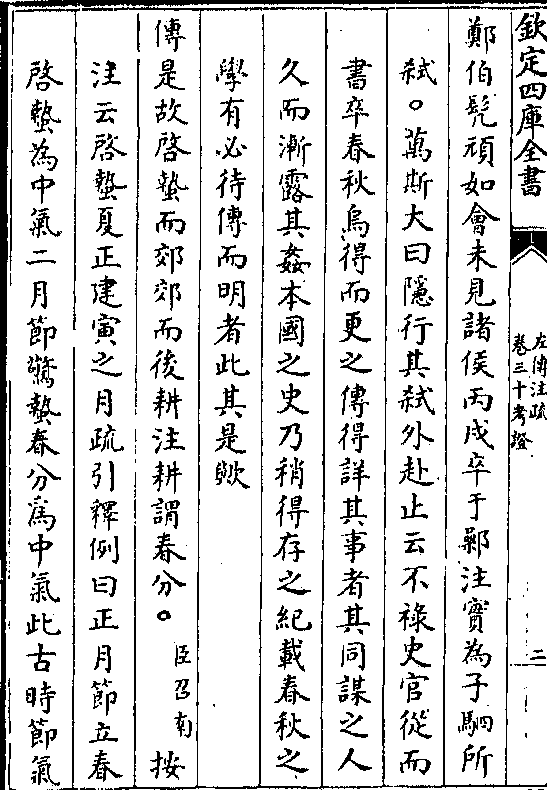 欽定四庫全書
左傳注疏
卷三十考證
二
鄭伯髠頑如會未見諸侯丙戌卒于鄵注實為子駟所
弑○萬斯大曰隱行其弑外赴止云不祿史官從而
書卒春秋烏得而更之傳得詳其事者其同謀之人
久而漸露其姦本國之史乃稍得存之紀載春秋之
學有必待傳而明者此其是歟
傳是故啓蟄而郊郊而後耕注耕謂春分○臣召南按
注云啓蟄夏正建寅之月疏引釋例曰正月節立春
啓蟄為中氣二月節驚蟄春分為中氣此古時節氣